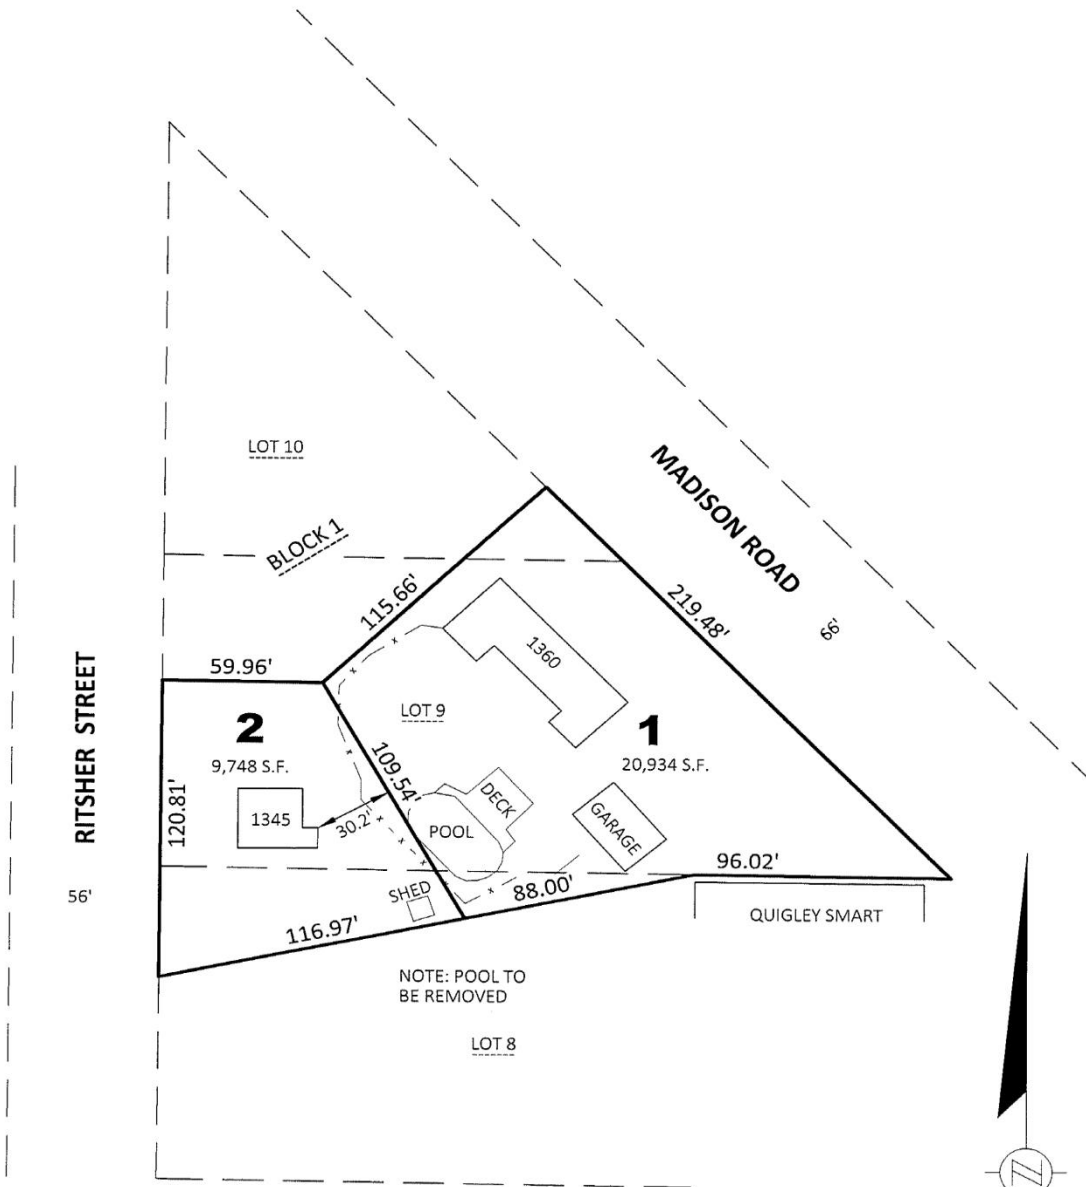 LOT 10
BLOCK 1
MADISON ROAD
66'
115.66'
219.48'
1360
59.96'
RITSHER STREET
56'
LOT 9
2
9,748 S.F.
1
20,934 S.F.
109.54'
120.81'
1345
30.2'
DECK
POOL
GARAGE
96.02'
SHED
88.00'
QUIGLEY SMART
116.97'
NOTE: POOL TO
BE REMOVED
LOT 8
N